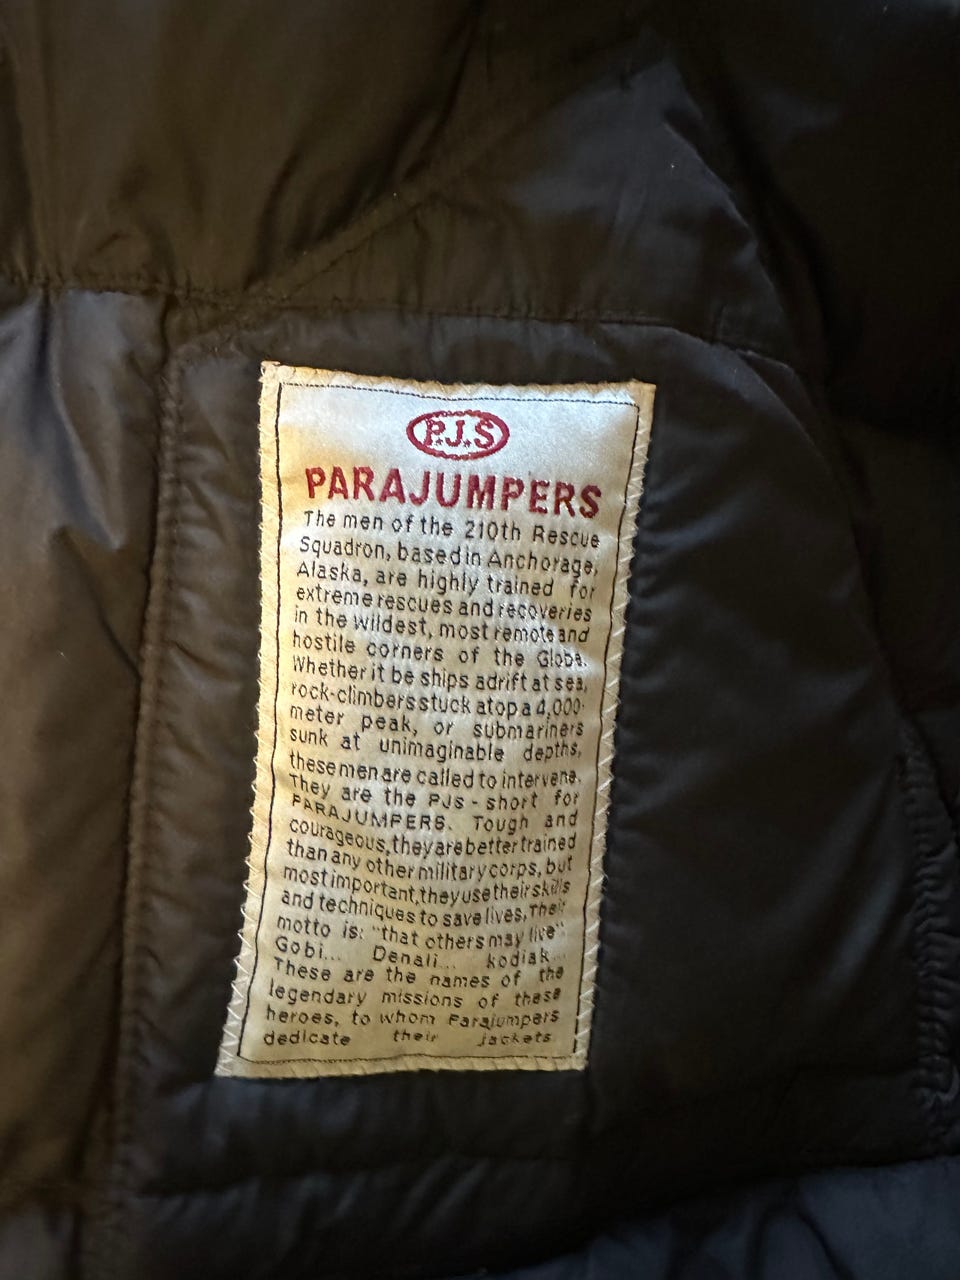 P.J.S
PARAJUMPERS
The men of the 210th Rescue
Squadron, based in Anchorage,
Alaska, are highly trained for
extreme rescues and recoveries
in the wildest, most remote and
hostile corners of the Globe.
Whether it be ships adrift at sea,
rock-climbers stuck atop a 4,000-
meter peak, or submariners
sunk at unimaginable depths,
these men are called to intervene.
They are the PJs - short for
PARAJUMPERS. Tough and
courageous, they are better trained
than any other military corps, but
most important, they use their skills
and techniques to save lives. Their
motto is: "that others may live"
Gobi... Denali... kodiak...
These are the names of the
legendary missions of these
heroes, to whom Parajumpers
dedicate their jackets